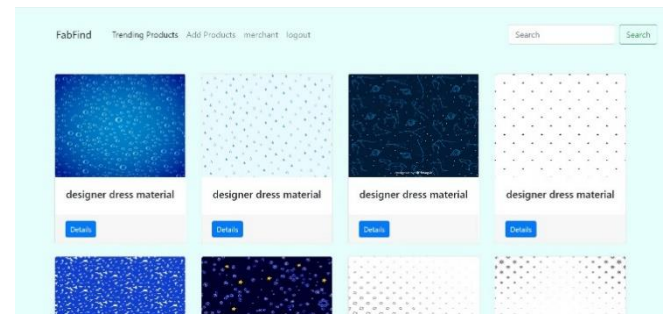 FabFind Trending Products Add Products merchant logout Search Search
designer dress material designer dress material designer dress material designer dress material
Details Details Details Details